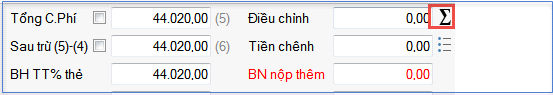 Tổng C.Phí 44.020,00 (5) Điều chỉnh 0,00 Σ
Sau trừ (5)-(4) 44.020,00 (6) Tiền chênh 0,00
BH TT% thẻ 44.020,00 BN nộp thêm 0,00